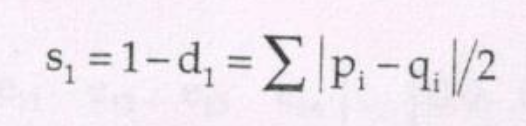 s₁ = 1 – d₁ = ∑ |pᵢ – qᵢ|/2